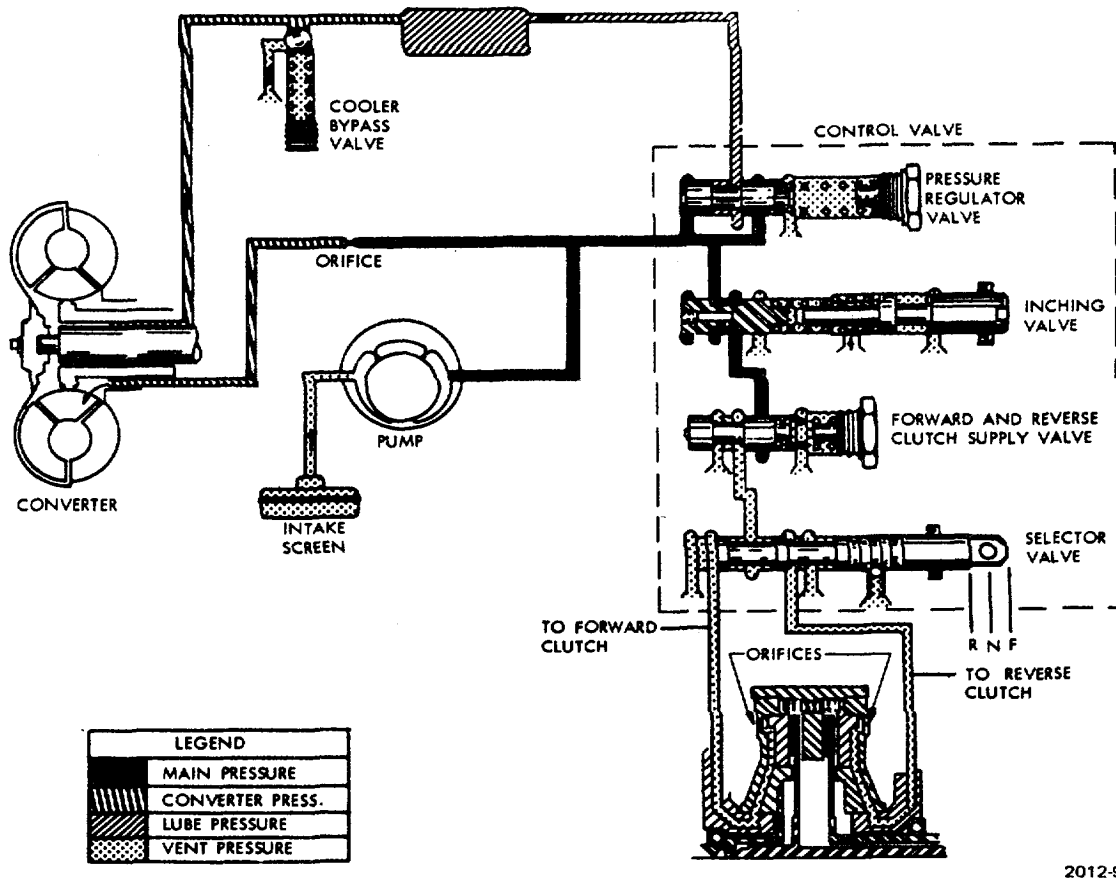 COOLER
BYPASS
VALVE
CONTROL VALVE
PRESSURE
REGULATOR
VALVE
ORIFICE
INCHING
VALVE
PUMP
FORWARD AND REVERSE
CLUTCH SUPPLY VALVE
CONVERTER
INTAKE
SCREEN
SELECTOR
VALVE
R N F
TO FORWARD
CLUTCH
ORIFICES
TO REVERSE
CLUTCH
LEGEND
MAIN PRESSURE
CONVERTER PRESS.
LUBE PRESSURE
VENT PRESSURE